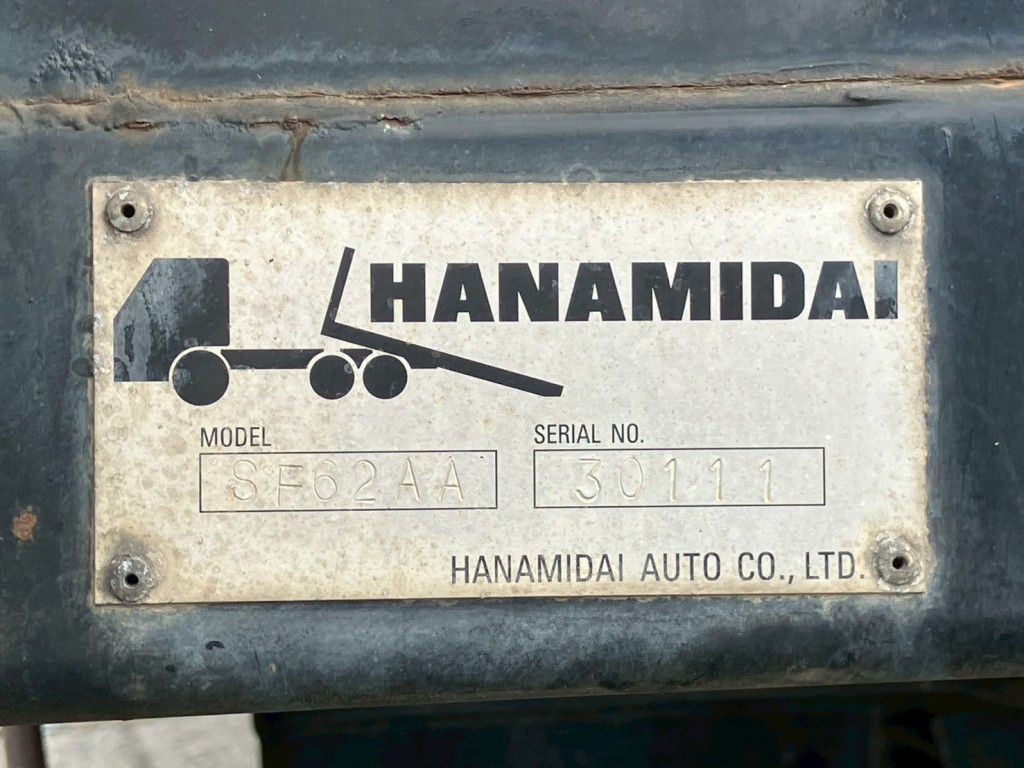 HANAMIDAI
MODEL SERIAL NO.
SF62AA 30111
HANAMIDAI AUTO CO., LTD.